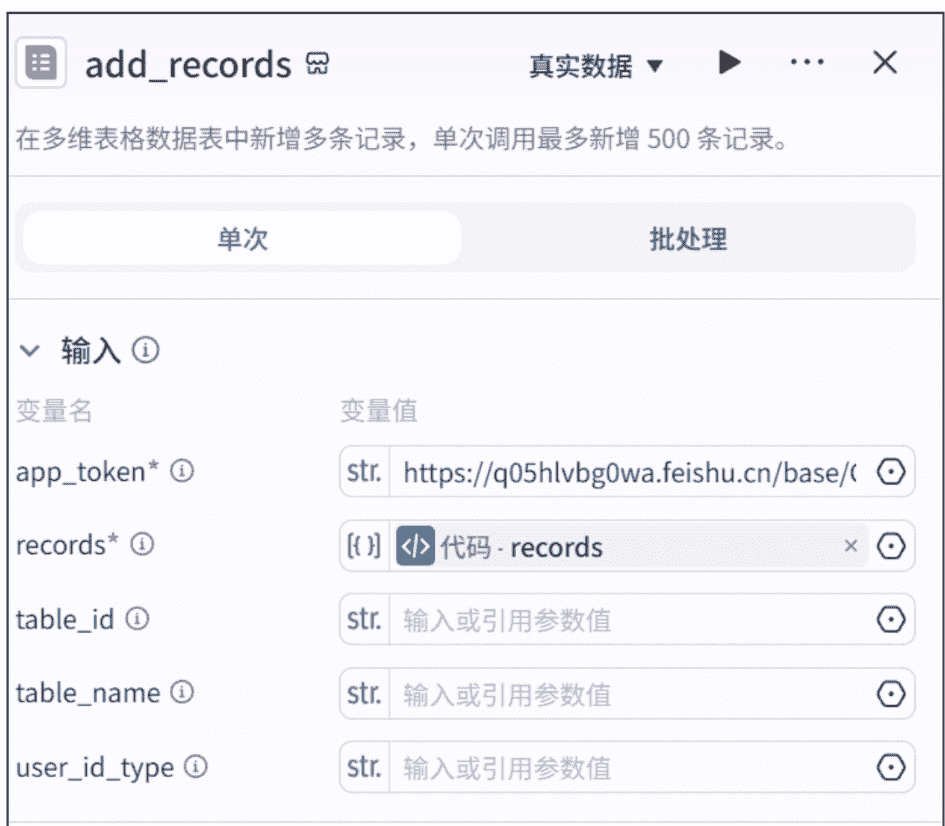 add_records 真实数据
在多维表格数据表中新增多条记录，单次调用最多新增 500 条记录。
单次 批处理
输入
变量名 变量值
app_token* str. https://q05hlvbg0wa.feishu.cn/base/
records* [{}] 代码 - records
table_id str. 输入或引用参数值
table_name str. 输入或引用参数值
user_id_type str. 输入或引用参数值